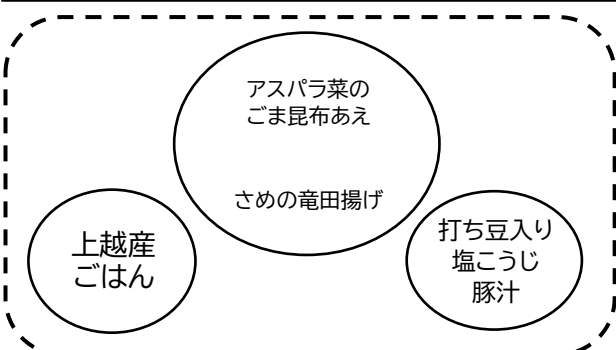 アスパラ菜の
ごま昆布あえ
さめの竜田揚げ
上越産
ごはん
打ち豆入り
塩こうじ
豚汁